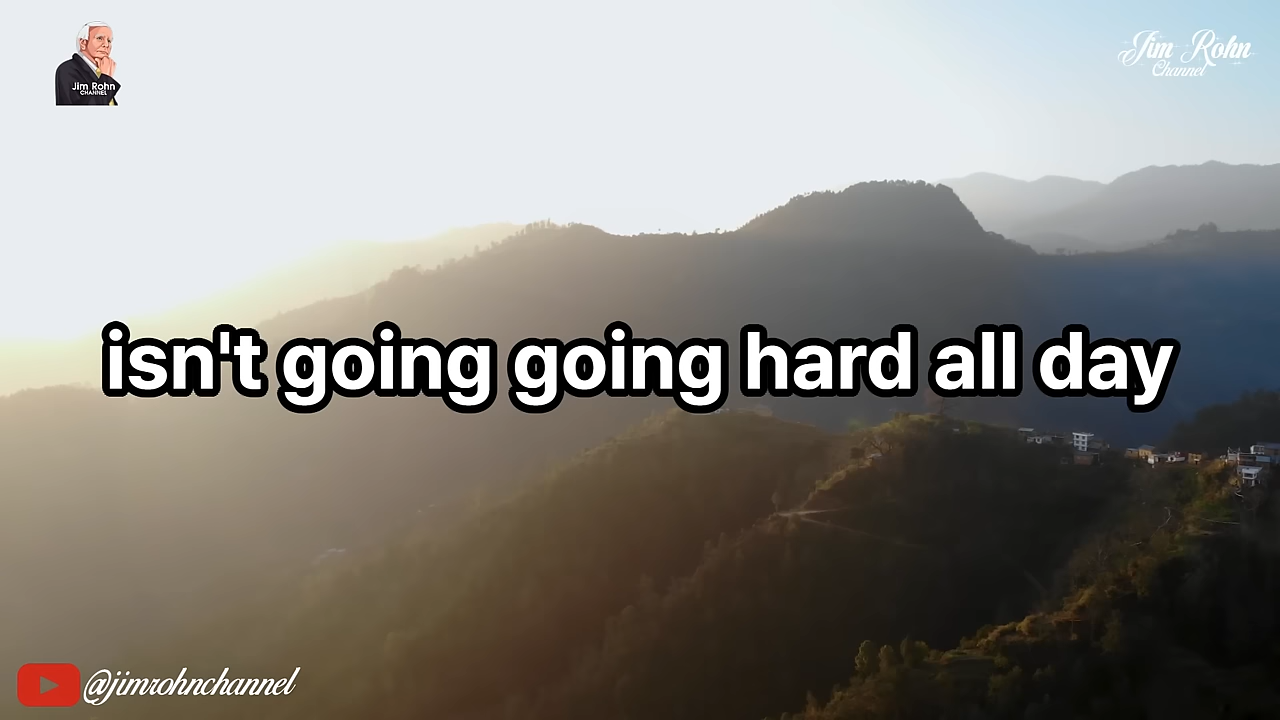 Jim Rohn
CHANNEL
Jim Rohn
Channel
isn't going going hard all day
@jimrohnchannel